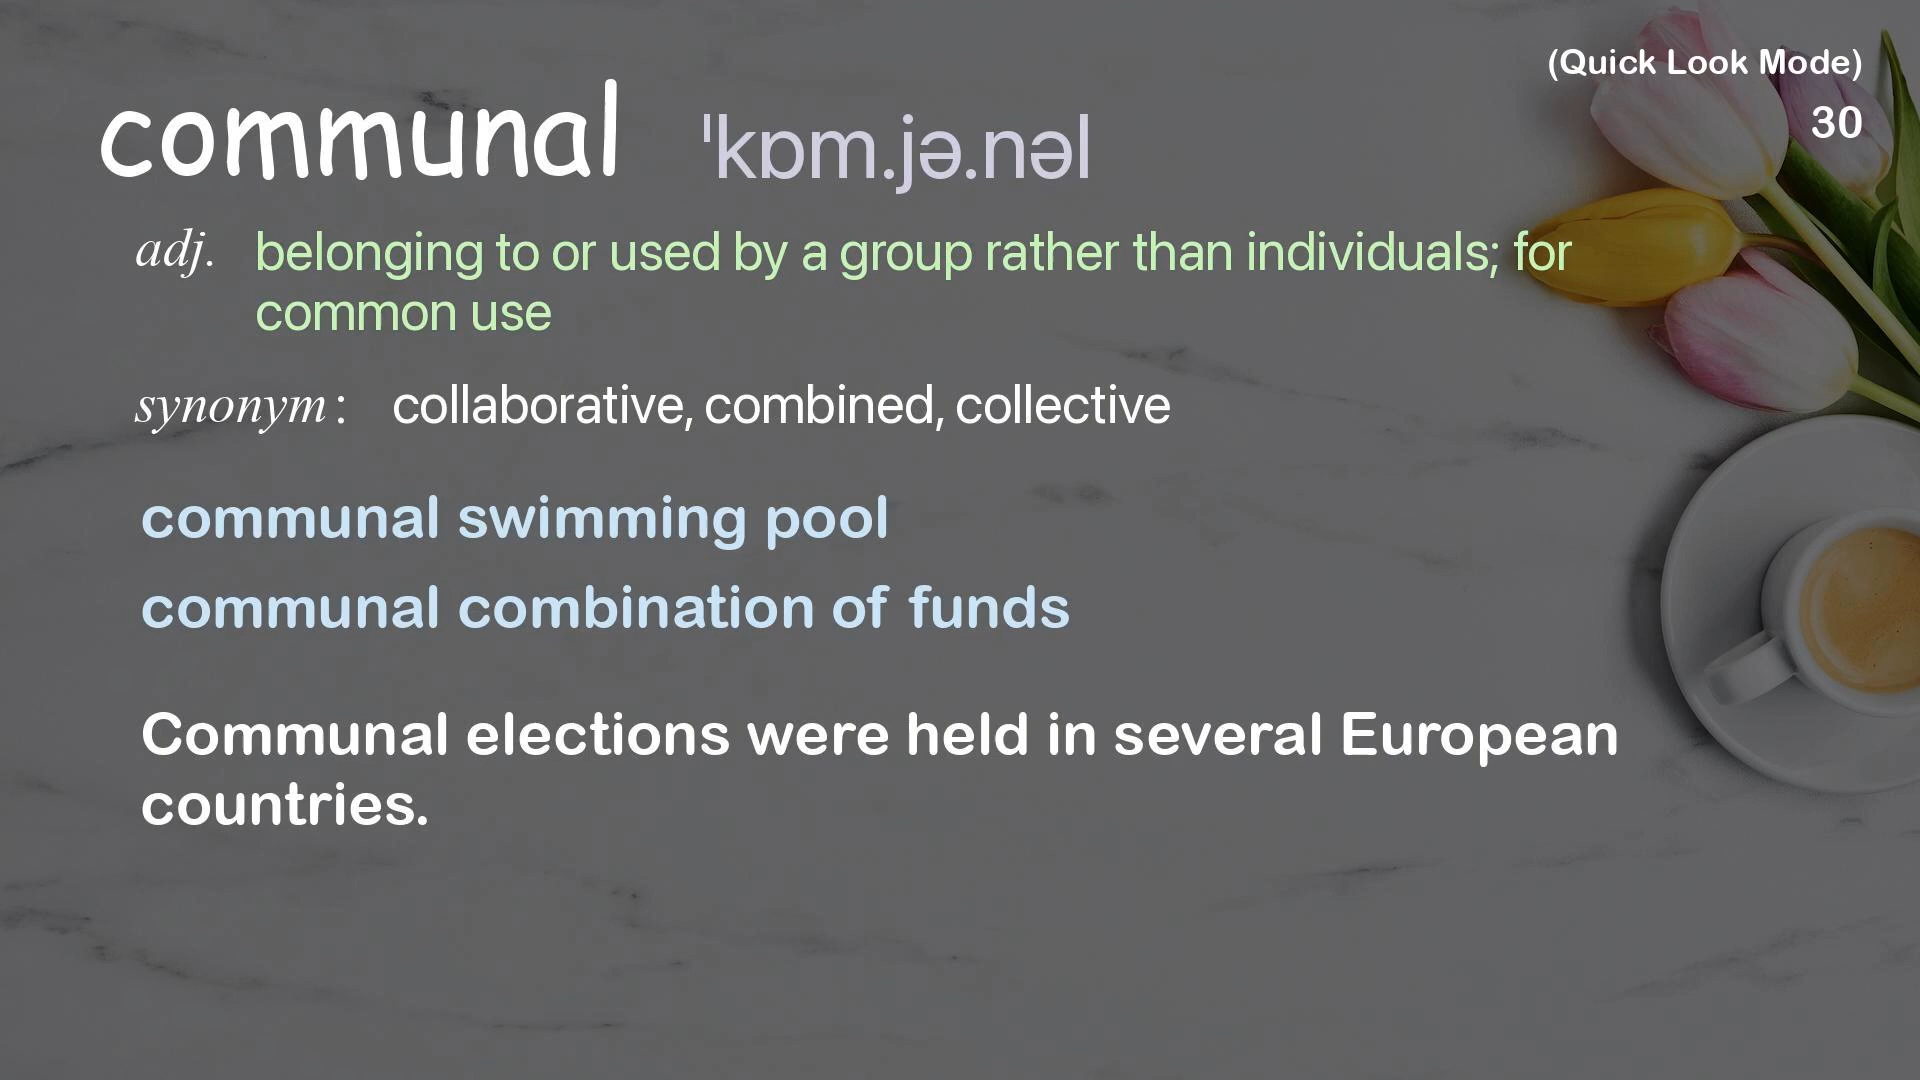 (Quick Look Mode)
30
communal ˈkɒm.jə.nəl
adj. belonging to or used by a group rather than individuals; for
common use
synonym: collaborative, combined, collective
communal swimming pool
communal combination of funds
Communal elections were held in several European
countries.